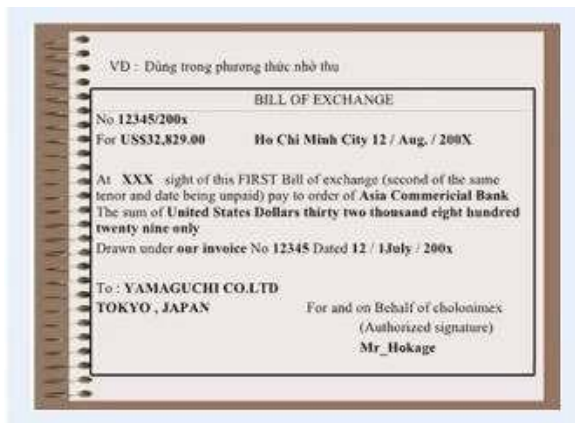 VD : Dùng trong phương thức nhờ thu
BILL OF EXCHANGE
No 12345/200x
For US$32,829.00 Ho Chi Minh City 12 / Aug. / 200X
At XXX sight of this FIRST Bill of exchange (second of the same
tenor and date being unpaid) pay to order of Asia Commericial Bank
The sum of United States Dollars thirty two thousand eight hundred
twenty nine only
Drawn under our invoice No 12345 Dated 12 / 1July / 200x
To : YAMAGUCHI CO.LTD
TOKYO , JAPAN For and on Behalf of cholonimex
(Authorized signature)
Mr_Hokage